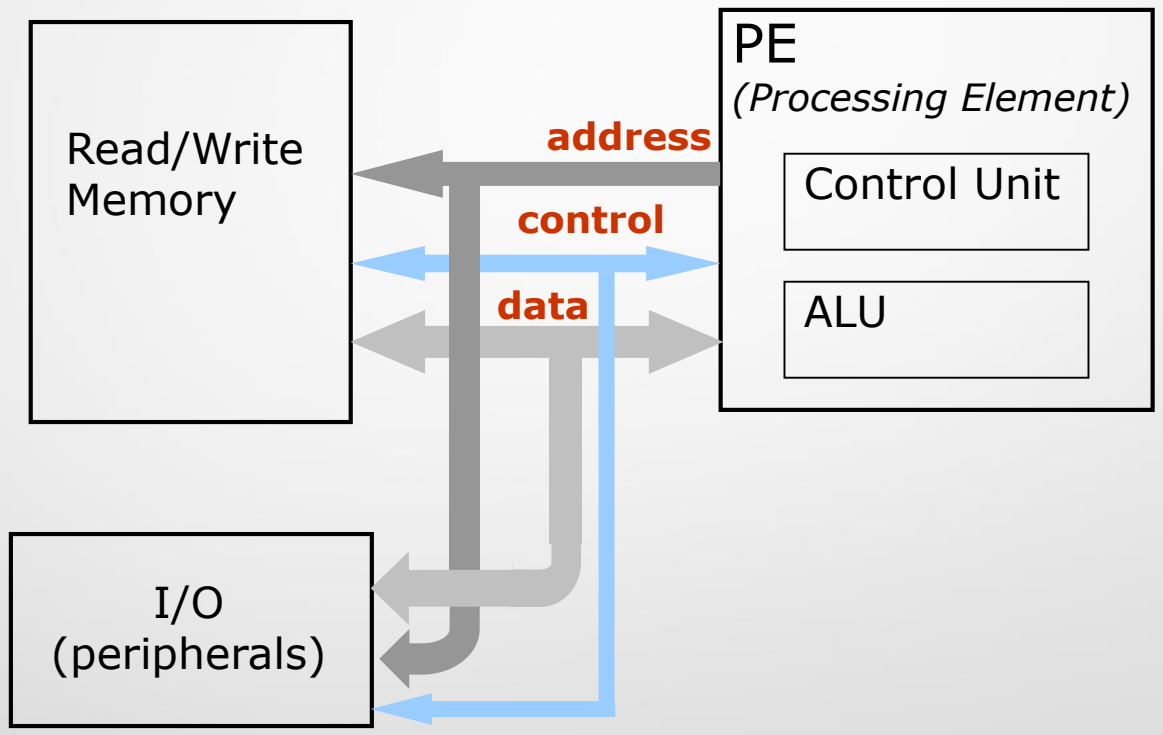 Read/Write
Memory
address
control
data
PE
(Processing Element)
Control Unit
ALU
I/O
(peripherals)